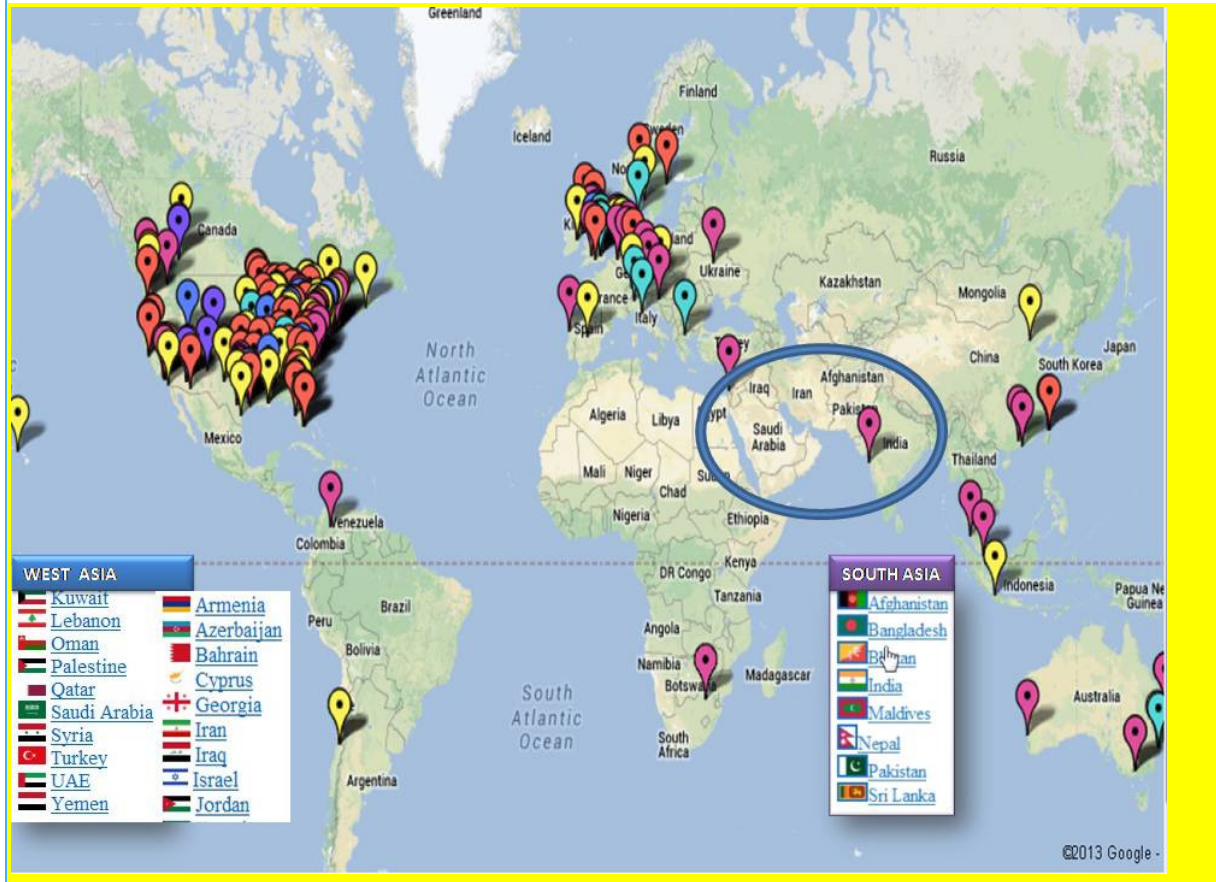 Greenland
Finland
Iceland
Sweden
Russia
Canada
Ukraine
Kazakhstan
Mongolia
France
Spain
Italy
North
Atlantic
Ocean
China
Japan
South Korea
Afghanistan
Iraq
Iran
Algeria
Libya
Egypt
Pakistan
Saudi
Arabia
India
Mexico
Mali
Niger
Chad
Sudan
Thailand
Nigeria
Ethiopia
Venezuela
Colombia
DR Congo
Kenya
Indonesia
Papua Ne
Guinea
Tanzania
Peru
Brazil
Angola
Bolivia
Namibia
Botswana
Madagascar
South
Atlantic
Ocean
South
Africa
Australia
Argentina
WEST ASIA
Kuwait
Lebanon
Oman
Palestine
Qatar
Saudi Arabia
Syria
Turkey
UAE
Yemen
Armenia
Azerbaijan
Bahrain
Cyprus
Georgia
Iran
Iraq
Israel
Jordan
SOUTH ASIA
Afghanistan
Bangladesh
Bhutan
India
Maldives
Nepal
Pakistan
Sri Lanka
©2013 Google -